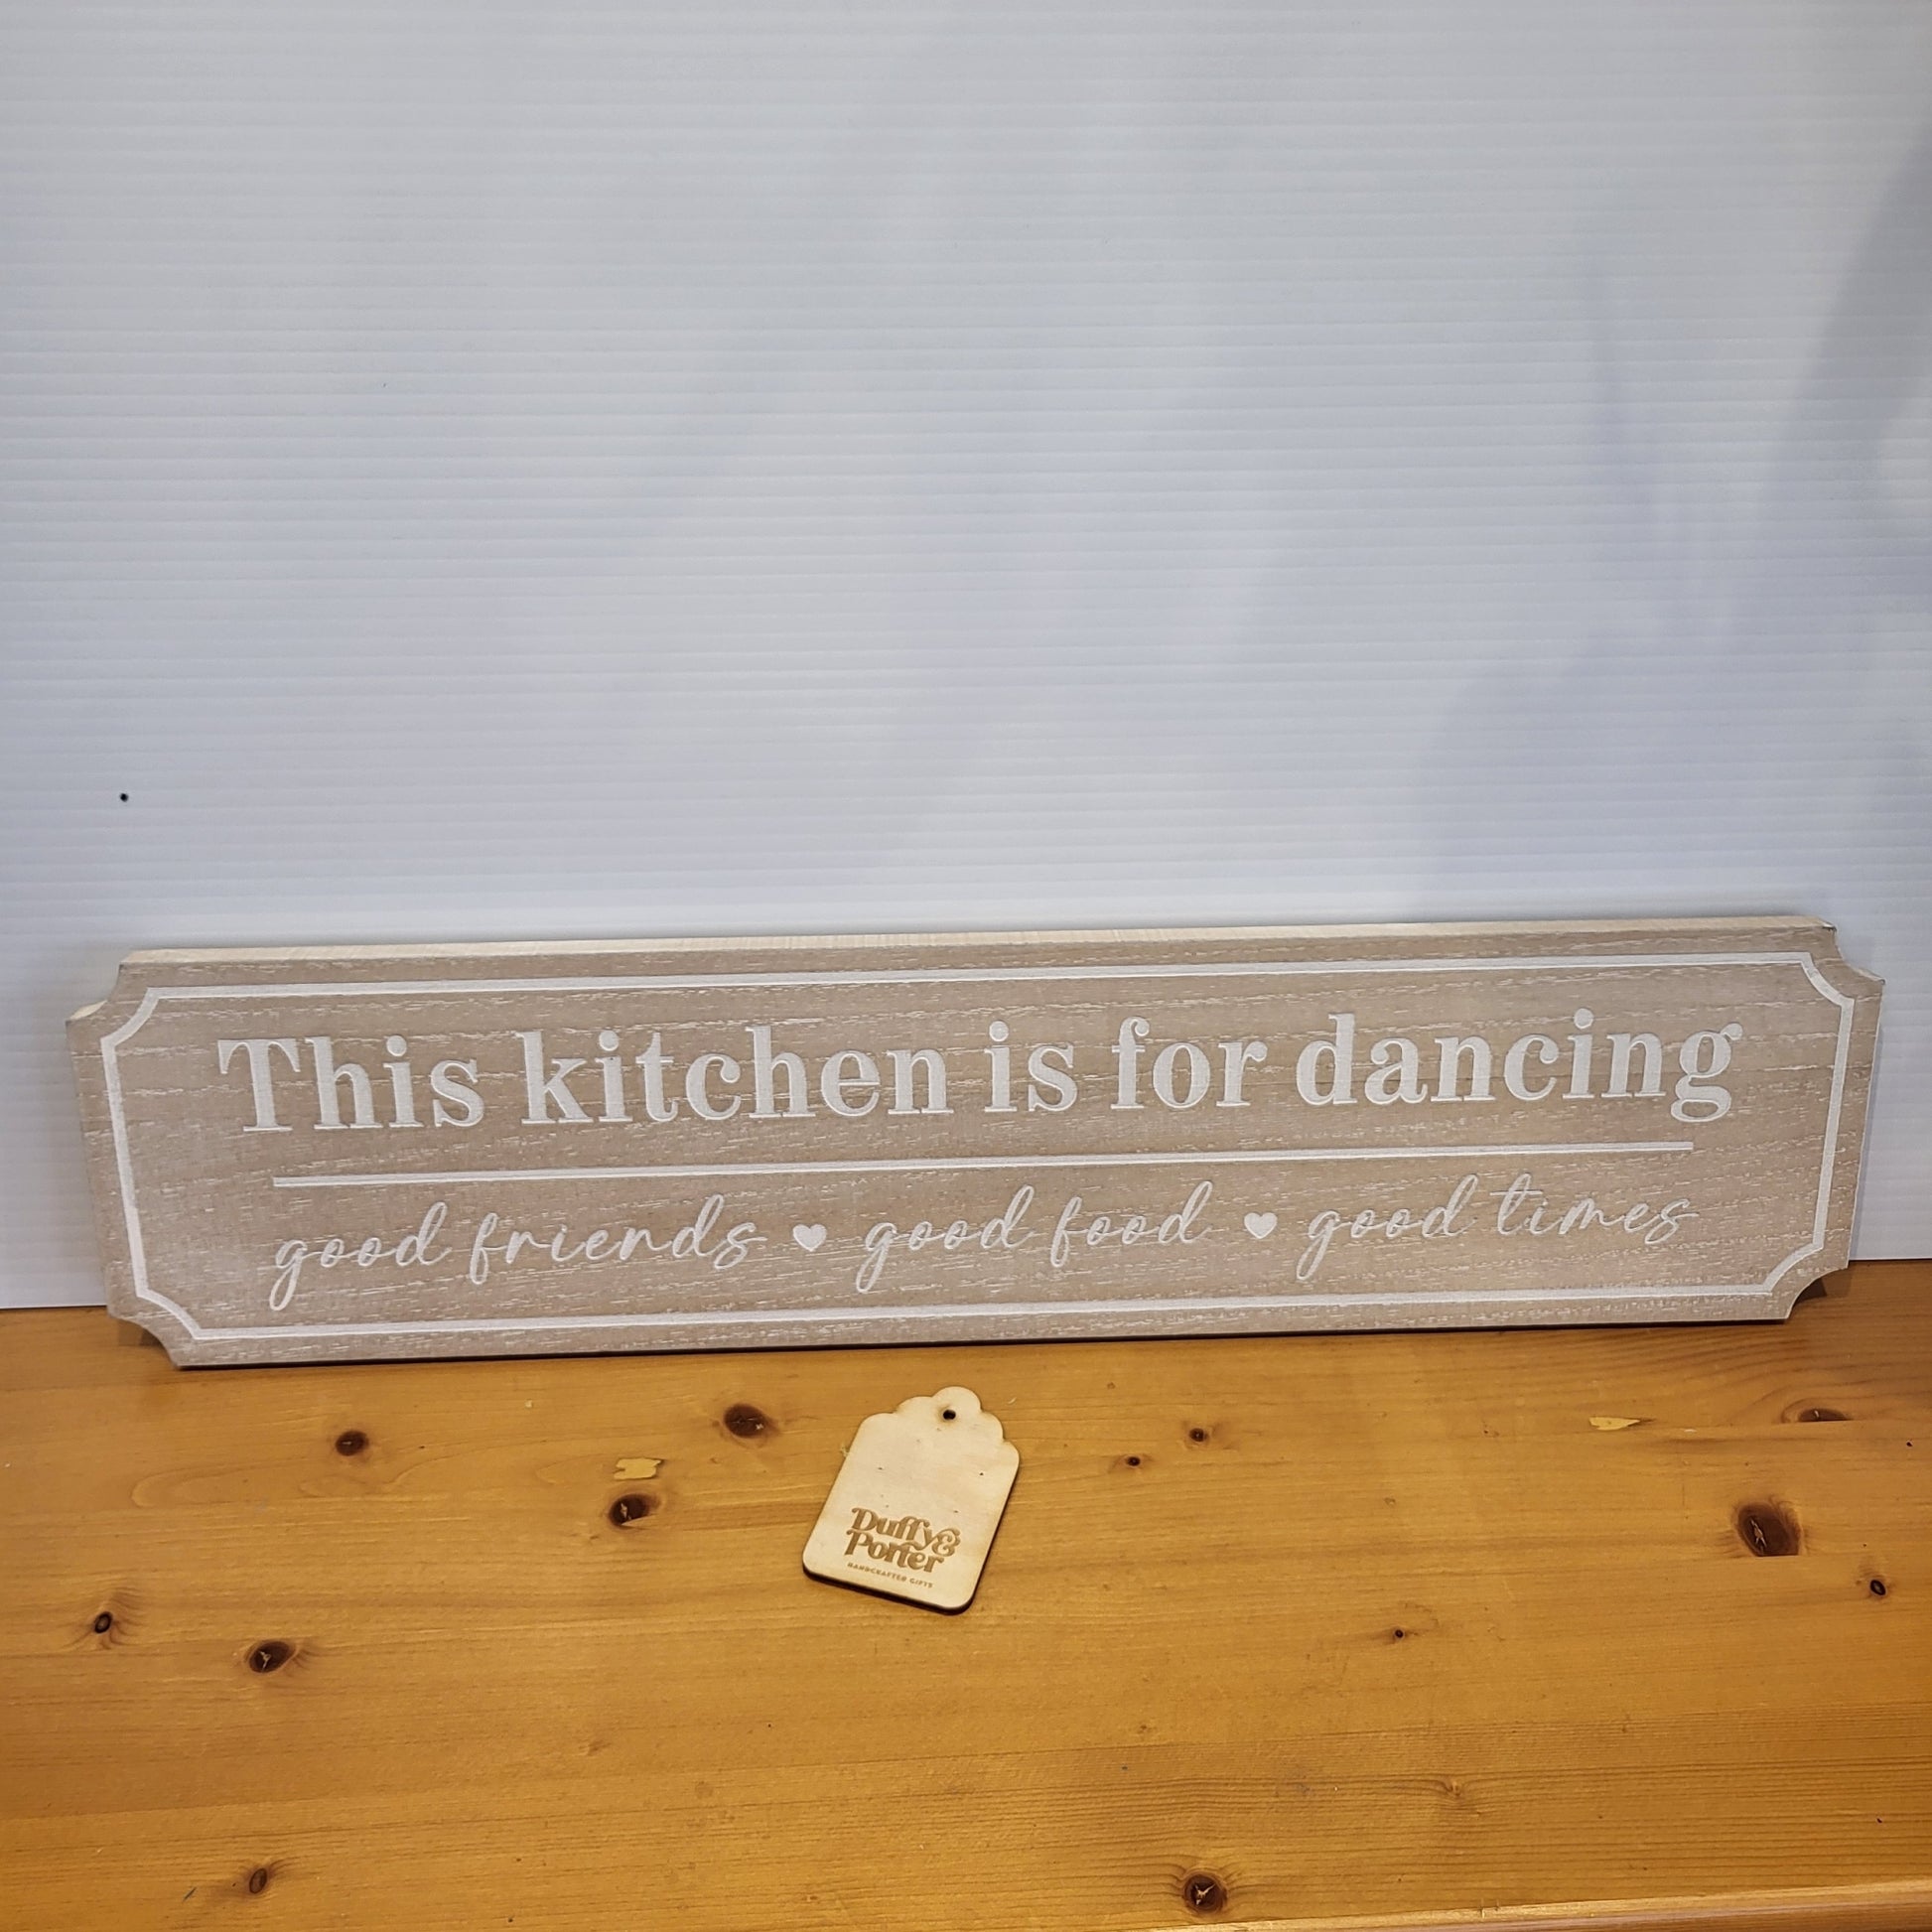 This kitchen is for dancing
good friends ♥ good food ♥ good times
Duffy &
Porter
HANDCRAFTED GIFTS